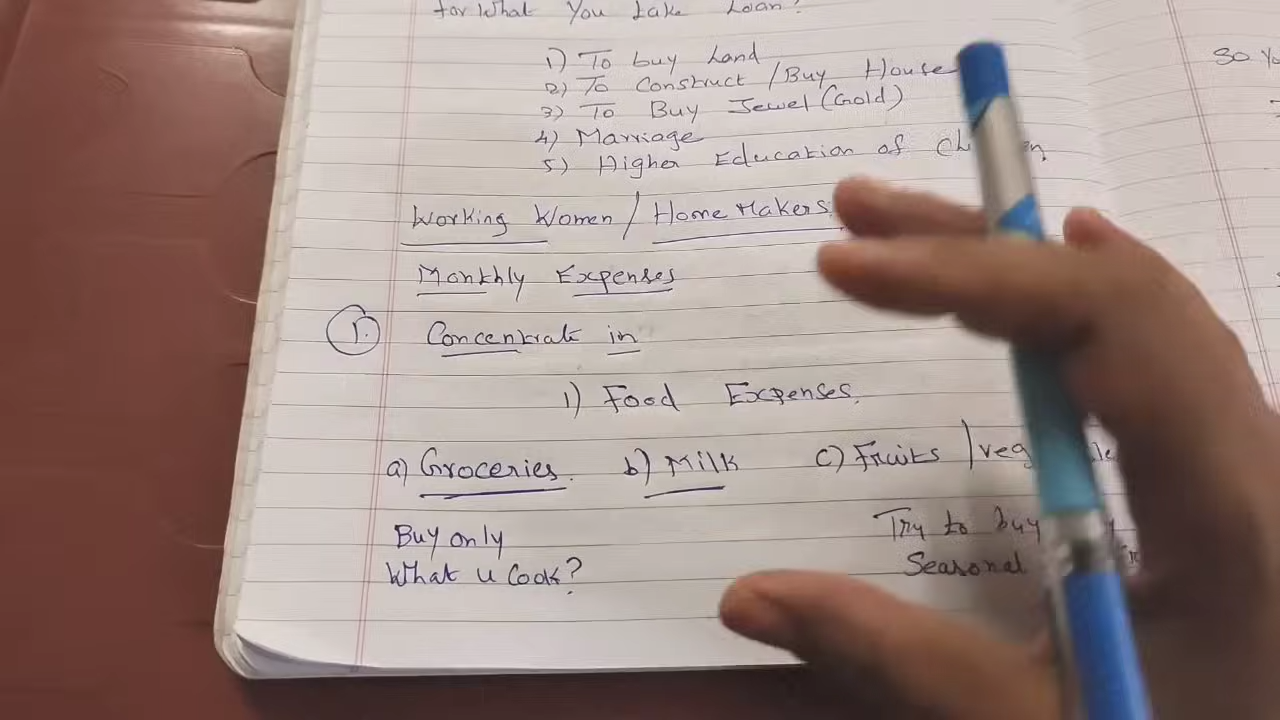 for What You take Loan?
1) To buy Land
2) To Construct / Buy House
3) To Buy Jewel (Gold)
4) Marriage
5) Higher Education of
Working Women / Home Makers.
Monthly Expenses
1. Concentrate in
1) Food Expenses.
a) Groceries. b) Milk c) Fruits /
Buy only
What u Cook?
Try to buy
Seasonal
So